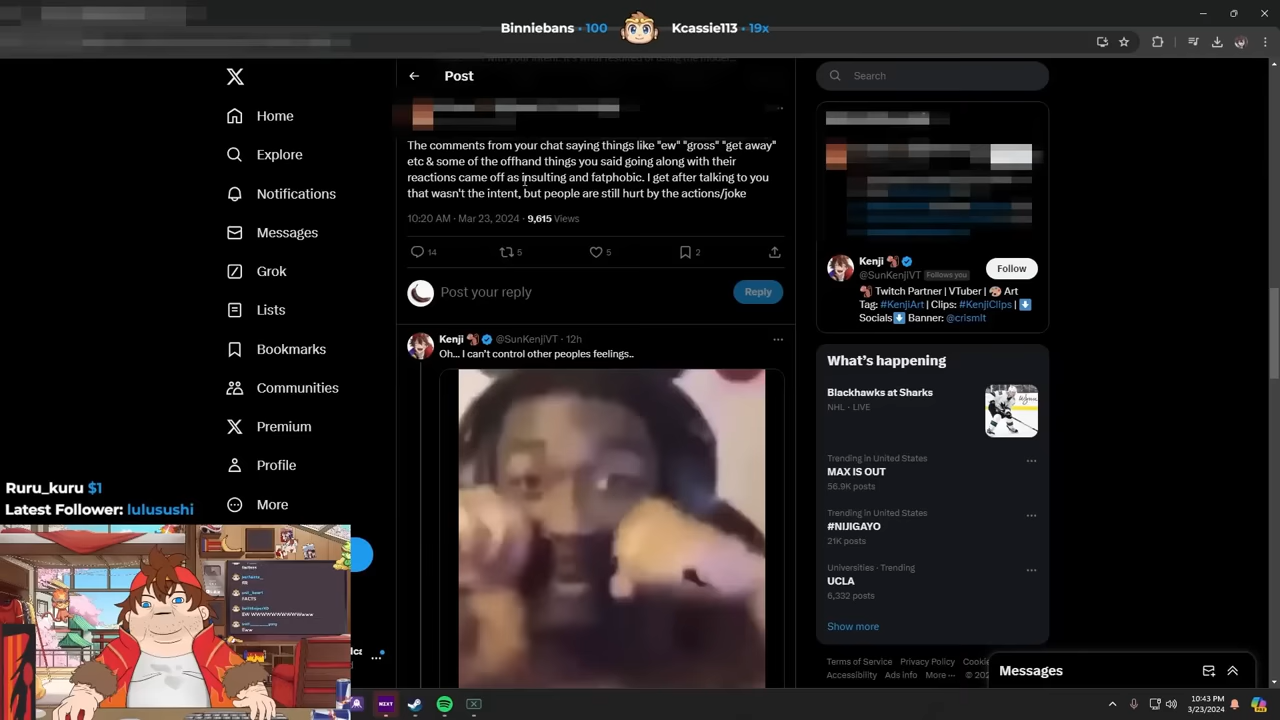 Binniebans · 100
Kcassie113 · 19x
Post
Search
Home
Explore
Notifications
Messages
Grok
Lists
Bookmarks
Communities
Premium
Profile
More
The comments from your chat saying things like "ew" "gross" "get away"
etc & some of the offhand things you said going along with their
reactions came off as insulting and fatphobic. I get after talking to you
that wasn't the intent, but people are still hurt by the actions/joke
10:20 AM · Mar 23, 2024 · 9,615 Views
14
5
5
2
Post your reply
Reply
Kenji
@SunKenjiVT · 12h
Oh... I can't control other peoples feelings..
Kenji
@SunKenjiVT Follows you
Follow
Twitch Partner | VTuber | Art
Tag: #KenjiArt | Clips: #KenjiClips |
Socials Banner: @crismlt
What's happening
Blackhawks at Sharks
NHL · LIVE
Trending in United States
MAX IS OUT
56.9K posts
Trending in United States
#NIJIGAYO
21K posts
Universities · Trending
UCLA
6,332 posts
Show more
Terms of Service Privacy Policy
Accessibility Ads info More ···
Messages
Ruru_kuru $1
Latest Follower: lulusushi
FACTS
10:43 PM
3/23/2024